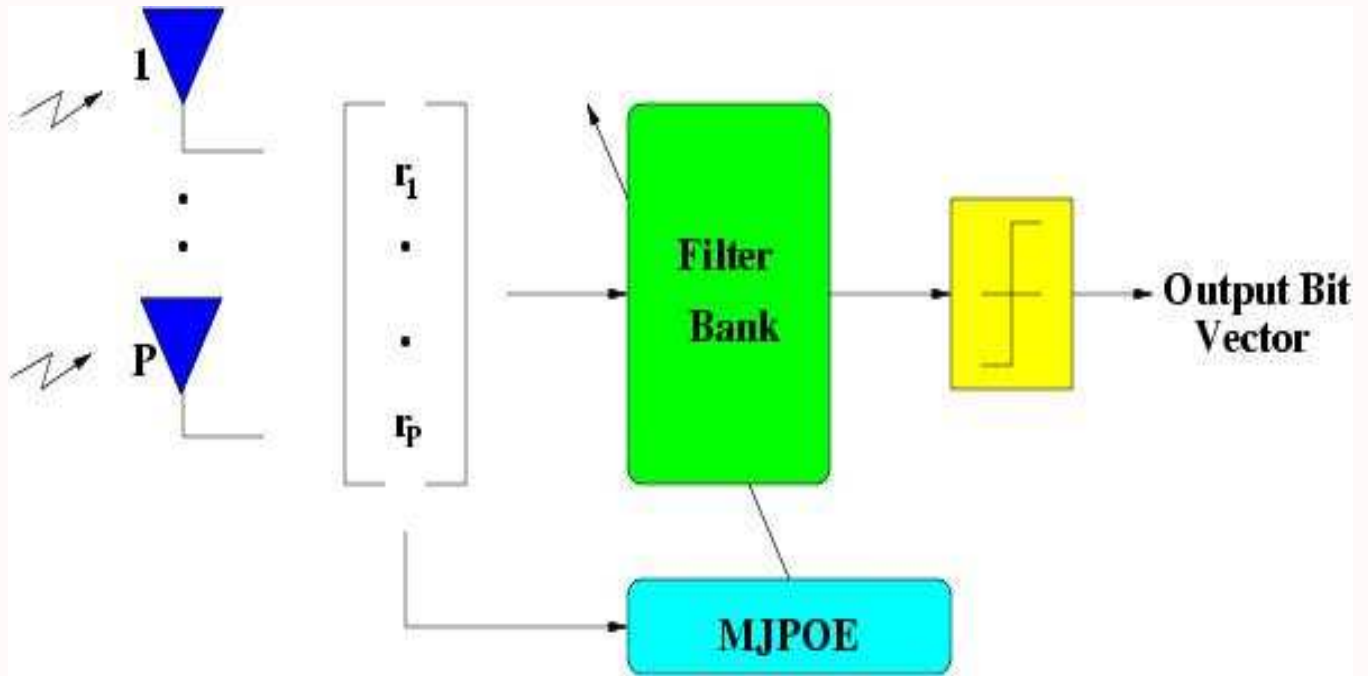 1
P
r1
rP
Filter
Bank
MJPOE
Output Bit
Vector